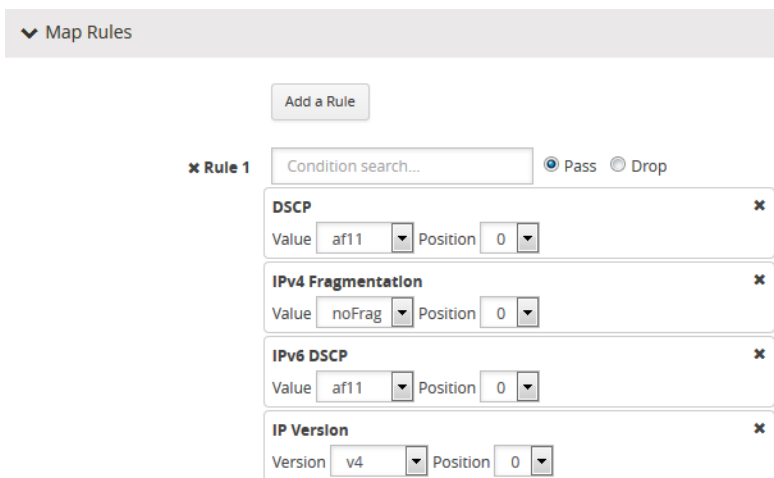 Map Rules
Add a Rule
Rule 1 Condition search... Pass Drop
DSCP
Value af11 Position 0
IPv4 Fragmentation
Value noFrag Position 0
IPv6 DSCP
Value af11 Position 0
IP Version
Version v4 Position 0